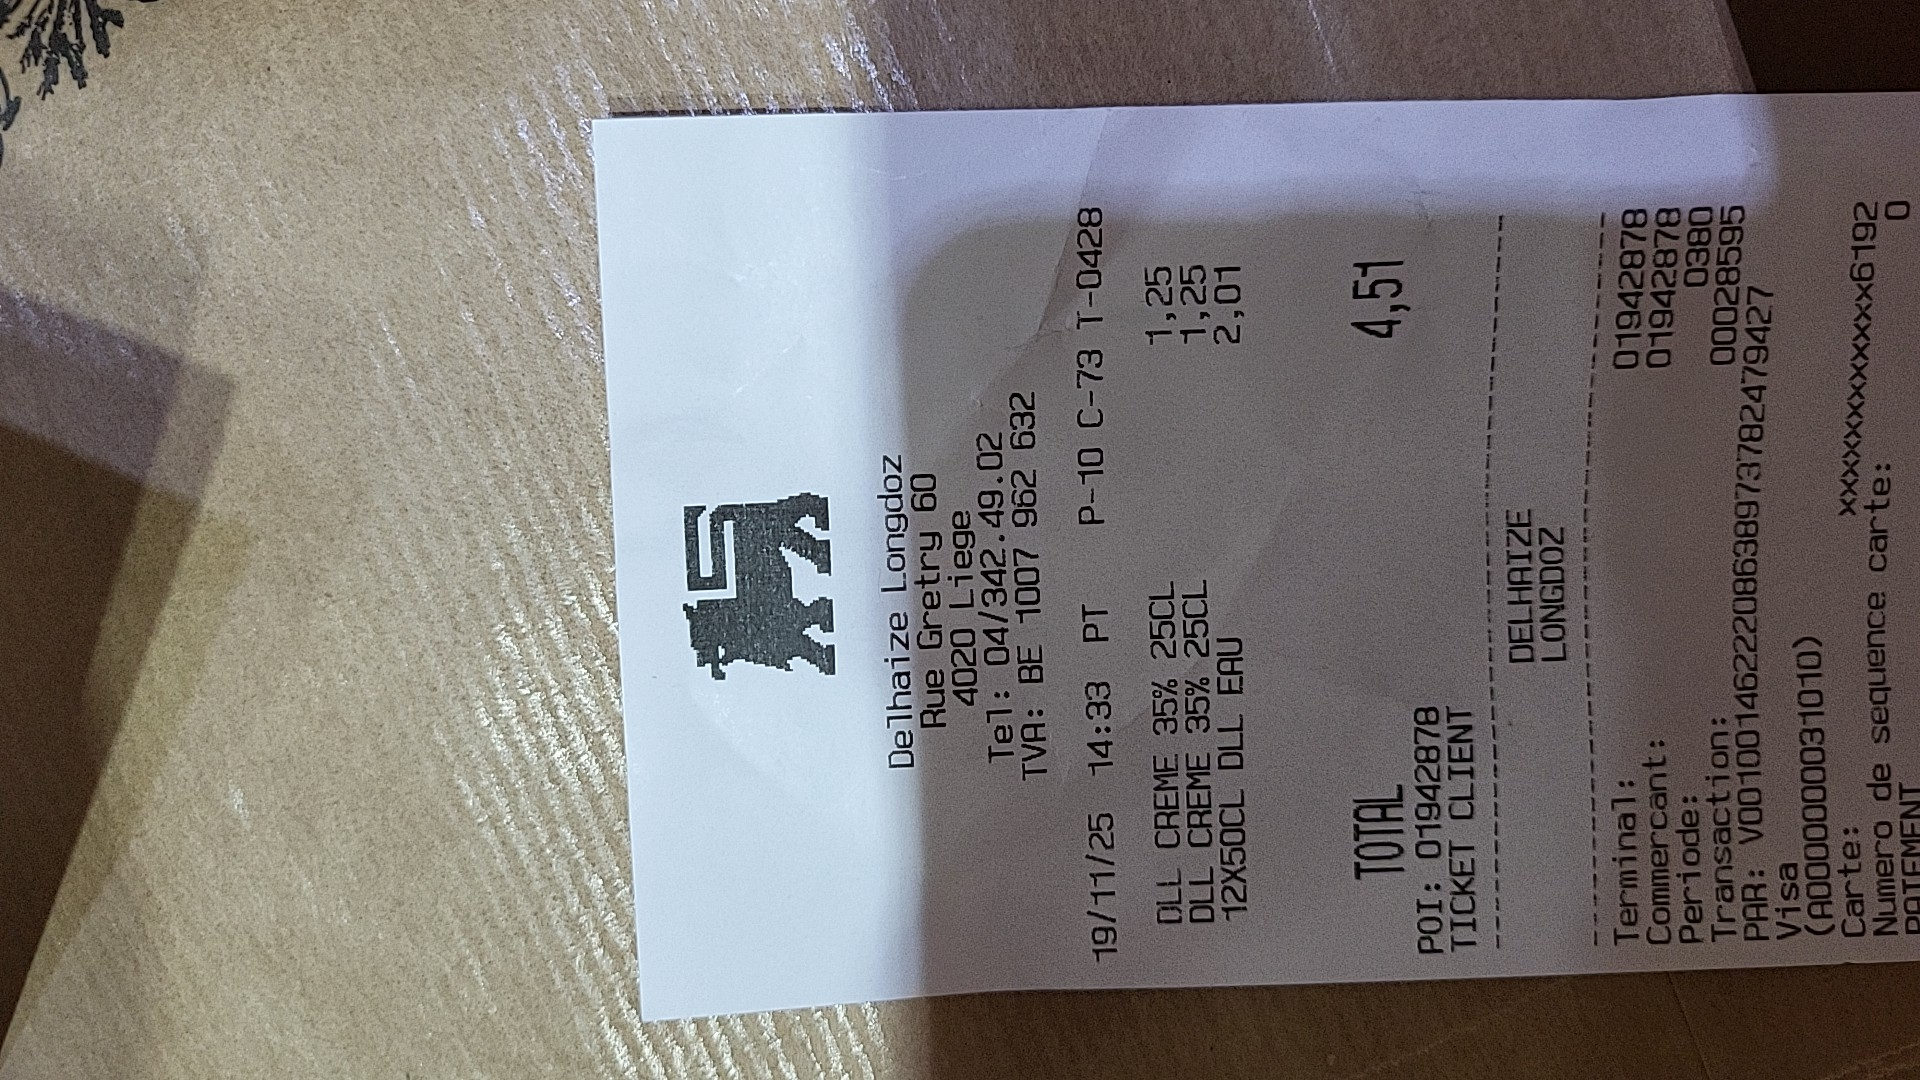 Delhaize Longdoz
Rue Gretry 60
4020 Liege
Tel: 04/342.49.02
TVA: BE 1007 962 632
19/11/25 14:33 PT P-10 C-73 T-0428
DLL CREME 35% 25CL 1,25
DLL CREME 35% 25CL 1,25
12X50CL DLL EAU 2,01
TOTAL 4,51
POI: 01942878
TICKET CLIENT
DELHAIZE
LONGDOZ
Terminal: 01942878
Commercant: 01942878
Periode: 0380
Transaction: 00028595
PAR: V0010014622208638973782479427
Visa
(A0000000031010)
Carte: xxxxxxxxxxxxxxx6192
Numero de sequence carte: 0
PAIEMENT